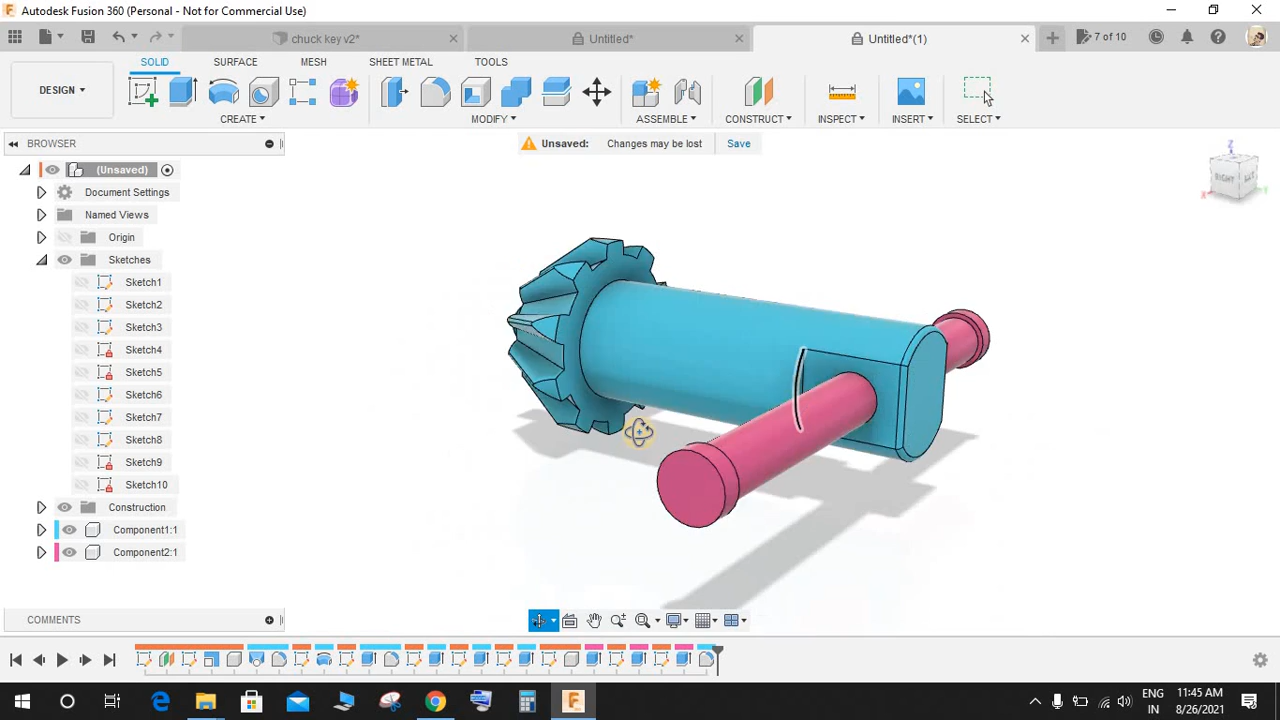 Autodesk Fusion 360 (Personal - Not for Commercial Use)
chuck key v2*
Untitled*
Untitled*(1)
7 of 10
SOLID
SURFACE
MESH
SHEET METAL
TOOLS
DESIGN
CREATE
MODIFY
ASSEMBLE
CONSTRUCT
INSPECT
INSERT
SELECT
BROWSER
Unsaved: Changes may be lost Save
(Unsaved)
Document Settings
Named Views
Origin
Sketches
Sketch1
Sketch2
Sketch3
Sketch4
Sketch5
Sketch6
Sketch7
Sketch8
Sketch9
Sketch10
Construction
Component1:1
Component2:1
Z
RIGHT
X
Y
COMMENTS
ENG
IN
11:45 AM
8/26/2021